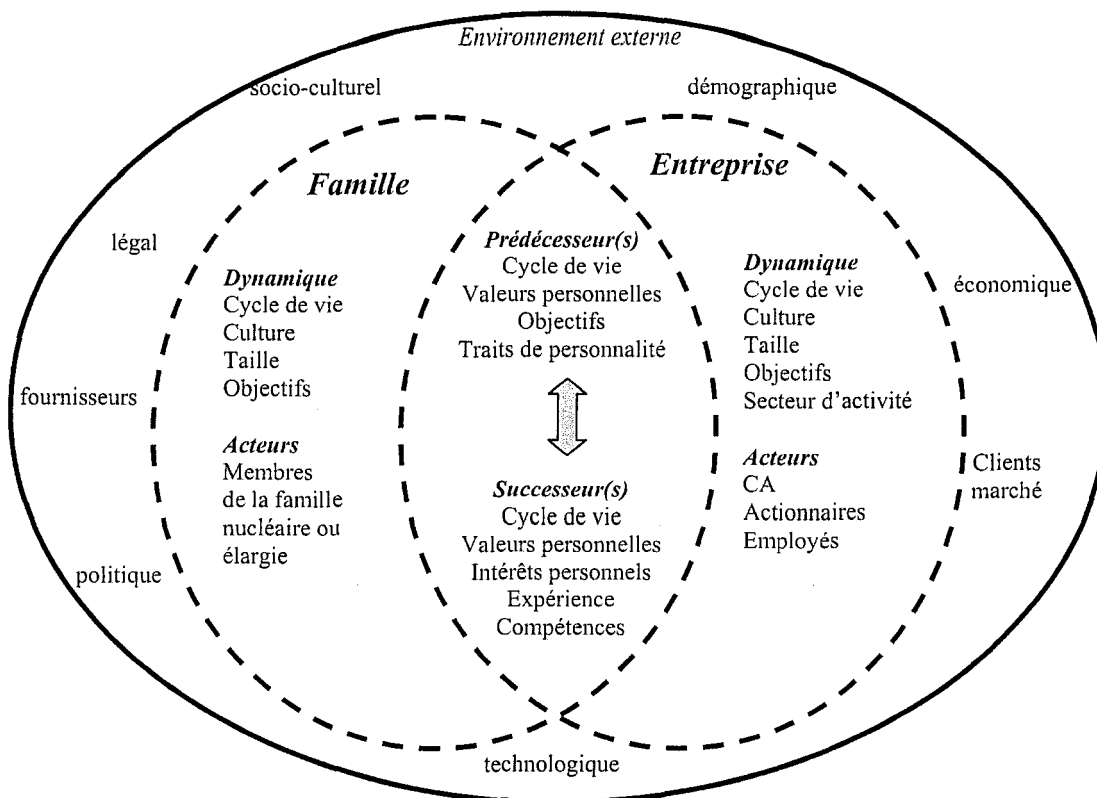 Environnement externe
socio-culturel
démographique
Famille
Entreprise
légal
fournisseurs
politique
Dynamique
Cycle de vie
Culture
Taille
Objectifs
Acteurs
Membres
de la famille
nucléaire ou
élargie
Prédécesseur(s)
Cycle de vie
Valeurs personnelles
Objectifs
Traits de personnalité
Successeur(s)
Cycle de vie
Valeurs personnelles
Intérêts personnels
Expérience
Compétences
Dynamique
Cycle de vie
Culture
Taille
Objectifs
Secteur d'activité
Acteurs
CA
Actionnaires
Employés
économique
Clients
marché
technologique